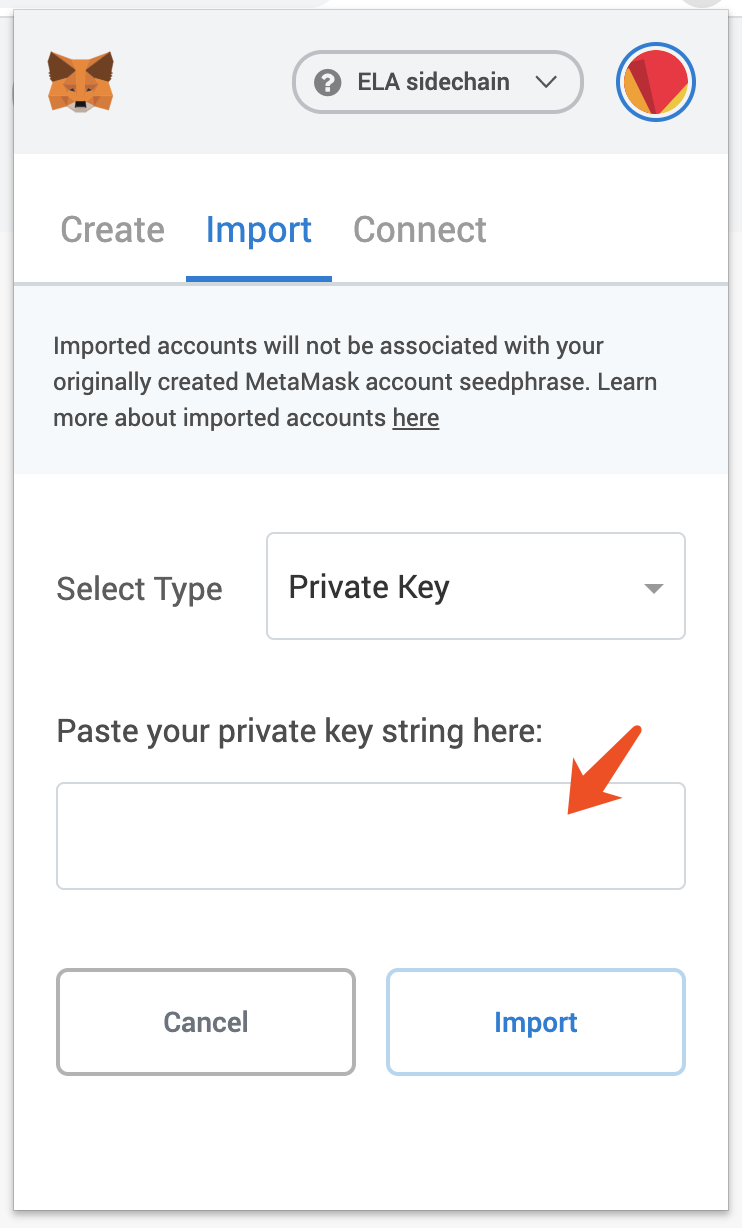 ELA sidechain
Create Import Connect
Imported accounts will not be associated with your
originally created MetaMask account seedphrase. Learn
more about imported accounts here
Select Type Private Key
Paste your private key string here:
Cancel Import